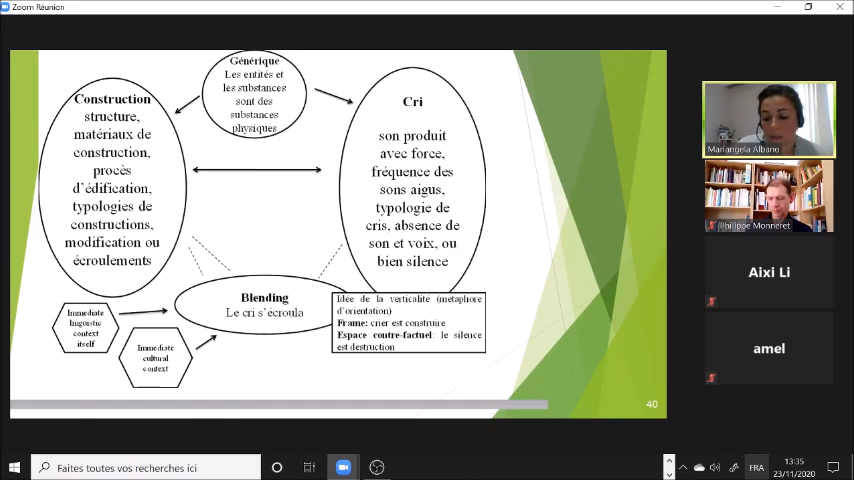 Zoom Réunion
Générique
Les entités et
les substances
sont des
substances
physiques
Construction
structure,
matériaux de
construction,
procès
d'édification,
typologies de
constructions,
modification ou
écroulements
Cri
son produit
avec force,
fréquence des
sons aigus,
typologie de
cris, absence de
son et voix, ou
bien silence
Blending
Le cri s'écroula
Immediate
linguistic
context
itself
Immediate
cultural
context
Idée de la verticalité (métaphore
d'orientation)
Frame: crier est construire
Espace contre-factuel: le silence
est destruction
40
Mariangela Albano
Philippe Monneret
Aixi Li
amel
Faites toutes vos recherches ici
FRA
13:35
23/11/2020